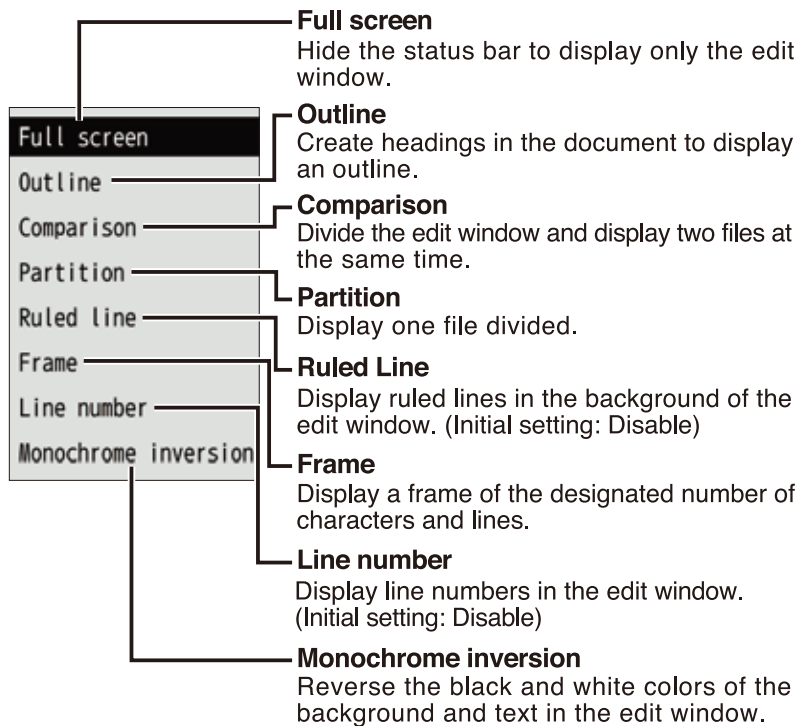 Full screen
Hide the status bar to display only the edit
window.
Full screen
Outline
Comparison
Partition
Ruled line
Frame
Line number
Monochrome inversion
Outline
Create headings in the document to display
an outline.
Comparison
Divide the edit window and display two files at
the same time.
Partition
Display one file divided.
Ruled Line
Display ruled lines in the background of the
edit window. (Initial setting: Disable)
Frame
Display a frame of the designated number of
characters and lines.
Line number
Display line numbers in the edit window.
(Initial setting: Disable)
Monochrome inversion
Reverse the black and white colors of the
background and text in the edit window.